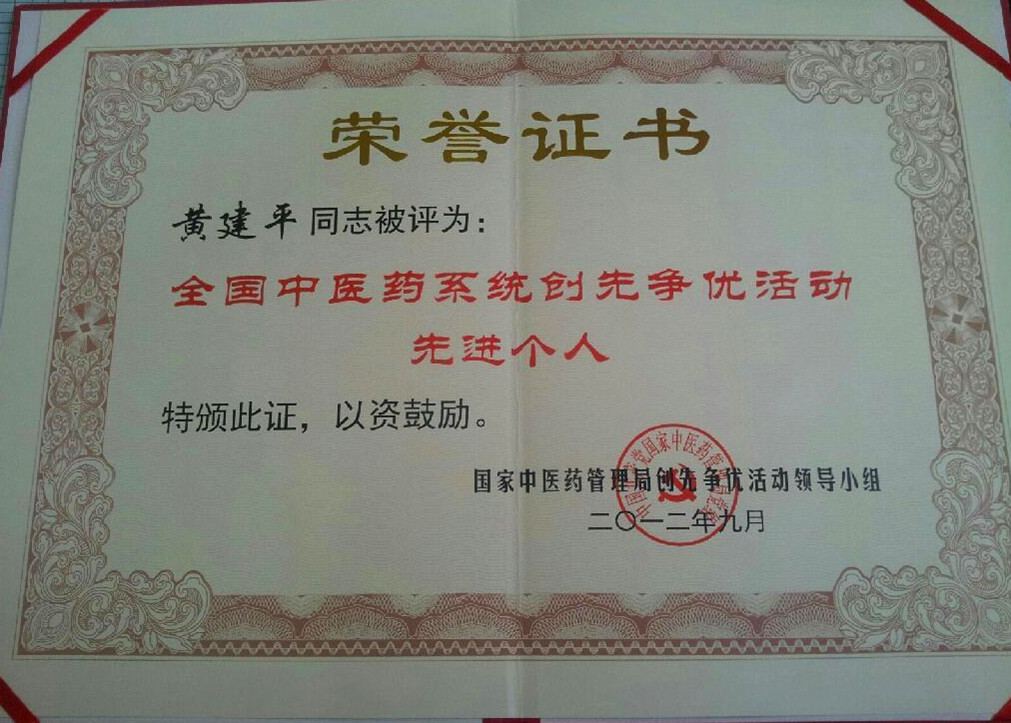 荣誉证书
黄建平 同志被评为：
全国中医药系统创先争优活动
先进个人
特颁此证，以资鼓励。
国家中医药管理局创先争优活动领导小组
二〇一二年九月